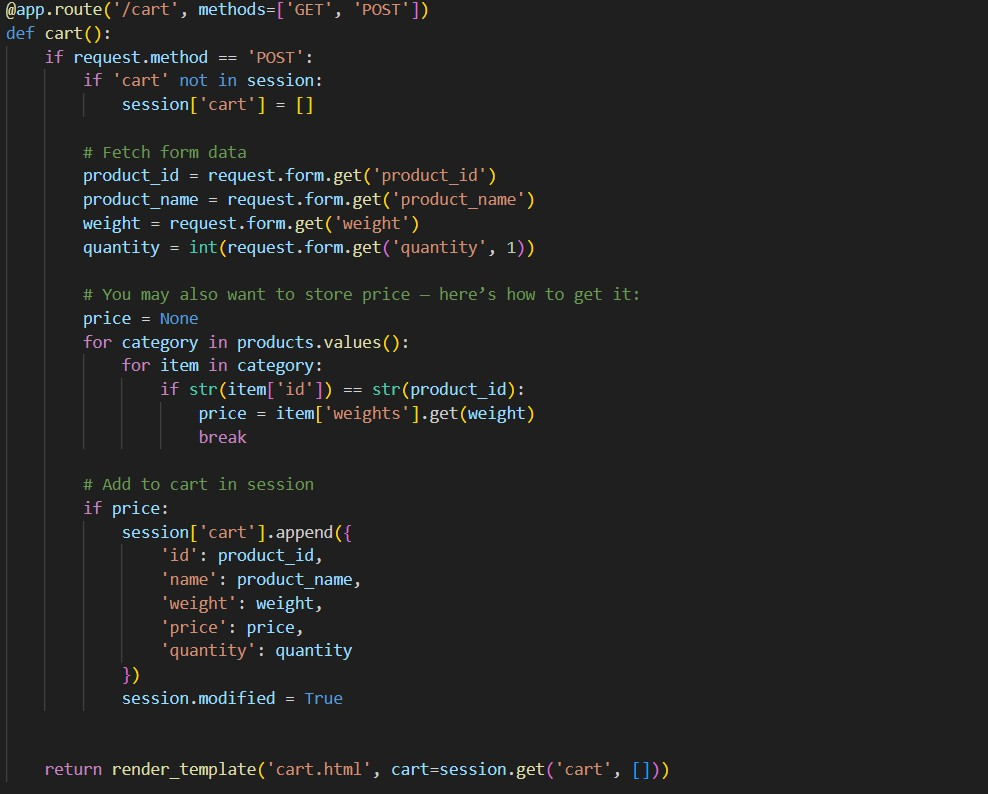 @app.route('/cart', methods=['GET', 'POST'])
def cart():
    if request.method == 'POST':
        if 'cart' not in session:
            session['cart'] = []

        # Fetch form data
        product_id = request.form.get('product_id')
        product_name = request.form.get('product_name')
        weight = request.form.get('weight')
        quantity = int(request.form.get('quantity', 1))

        # You may also want to store price — here’s how to get it:
        price = None
        for category in products.values():
            for item in category:
                if str(item['id']) == str(product_id):
                    price = item['weights'].get(weight)
                    break

        # Add to cart in session
        if price:
            session['cart'].append({
                'id': product_id,
                'name': product_name,
                'weight': weight,
                'price': price,
                'quantity': quantity
            })
            session.modified = True

    return render_template('cart.html', cart=session.get('cart', []))